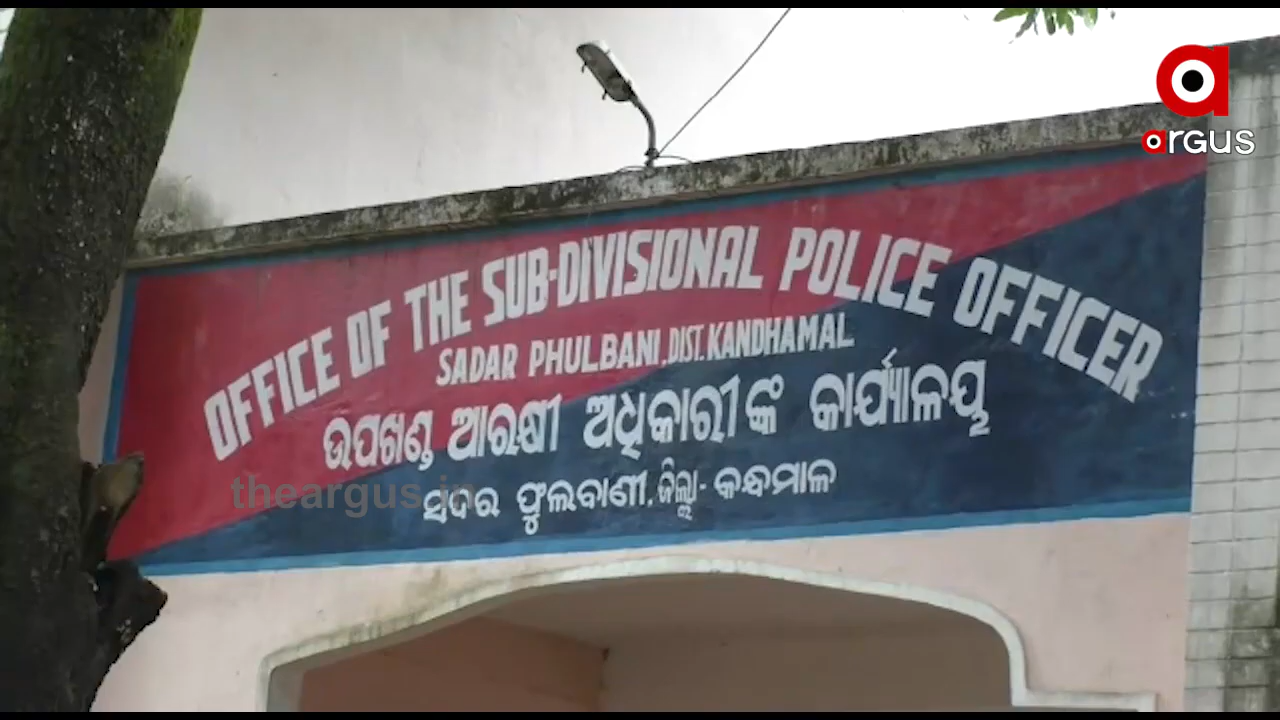 argus
OFFICE OF THE SUB-DIVISIONAL POLICE OFFICER
SADAR PHULBANI, DIST. KANDHAMAL
ଉପଖଣ୍ଡ ଆରକ୍ଷୀ ଅଧିକାରୀଙ୍କ କାର୍ଯ୍ୟାଳୟ
ସଦର ଫୁଲବାଣୀ, ଜିଲ୍ଲା- କନ୍ଧମାଳ
theargus.in